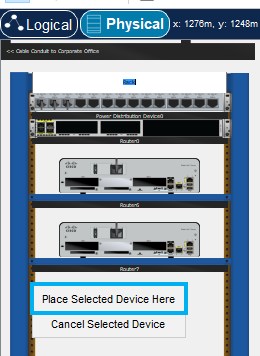 Logical
Physical
x: 1276m, y: 1248m
<< Cable Conduit to Corporate Office
Rack
Power Distribution Device0
Router0
Router6
Router7
Place Selected Device Here
Cancel Selected Device